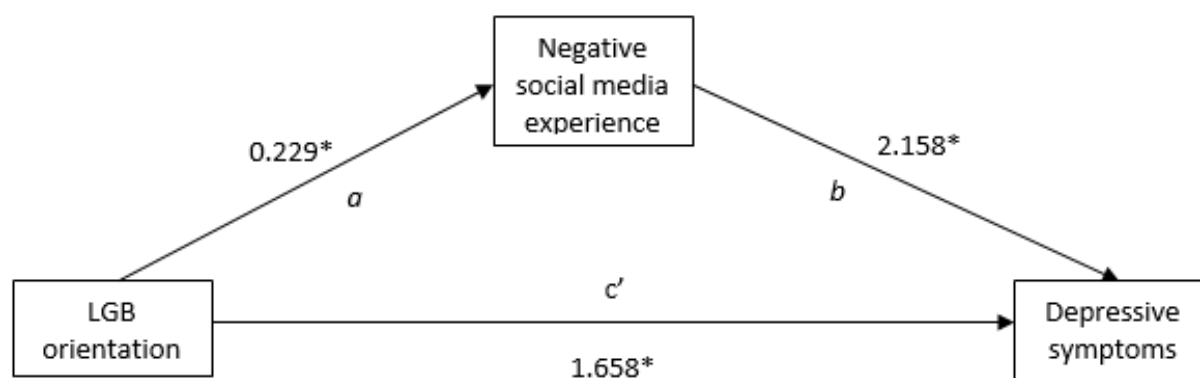 Negative
social media
experience
0.229*
2.158*
a
b
LGB
orientation
c’
1.658*
Depressive
symptoms